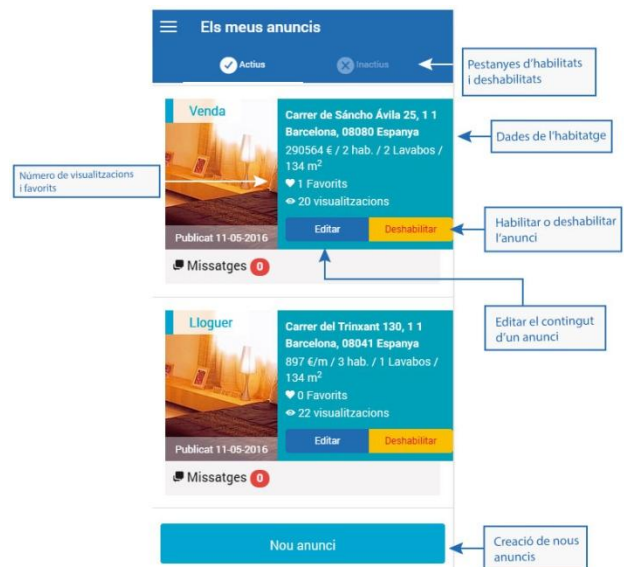 Els meus anuncis
Actius
Inactius
Pestanyes d'habilitats
i deshabilitats
Venda
Carrer de Sáncho Ávila 25, 1 1
Barcelona, 08080 Espanya
290564 € / 2 hab. / 2 Lavabos /
134 m²
1 Favorits
20 visualitzacions
Dades de l'habitatge
Número de visualitzacions
i favorits
Publicat 11-05-2016
Editar
Deshabilitar
Habilitar o deshabilitar
l'anunci
Missatges 0
Lloguer
Carrer del Trinxant 130, 1 1
Barcelona, 08041 Espanya
897 €/m / 3 hab. / 1 Lavabos /
134 m²
0 Favorits
22 visualitzacions
Editar el contingut
d'un anunci
Publicat 11-05-2016
Editar
Deshabilitar
Missatges 0
Nou anunci
Creació de nous
anuncis